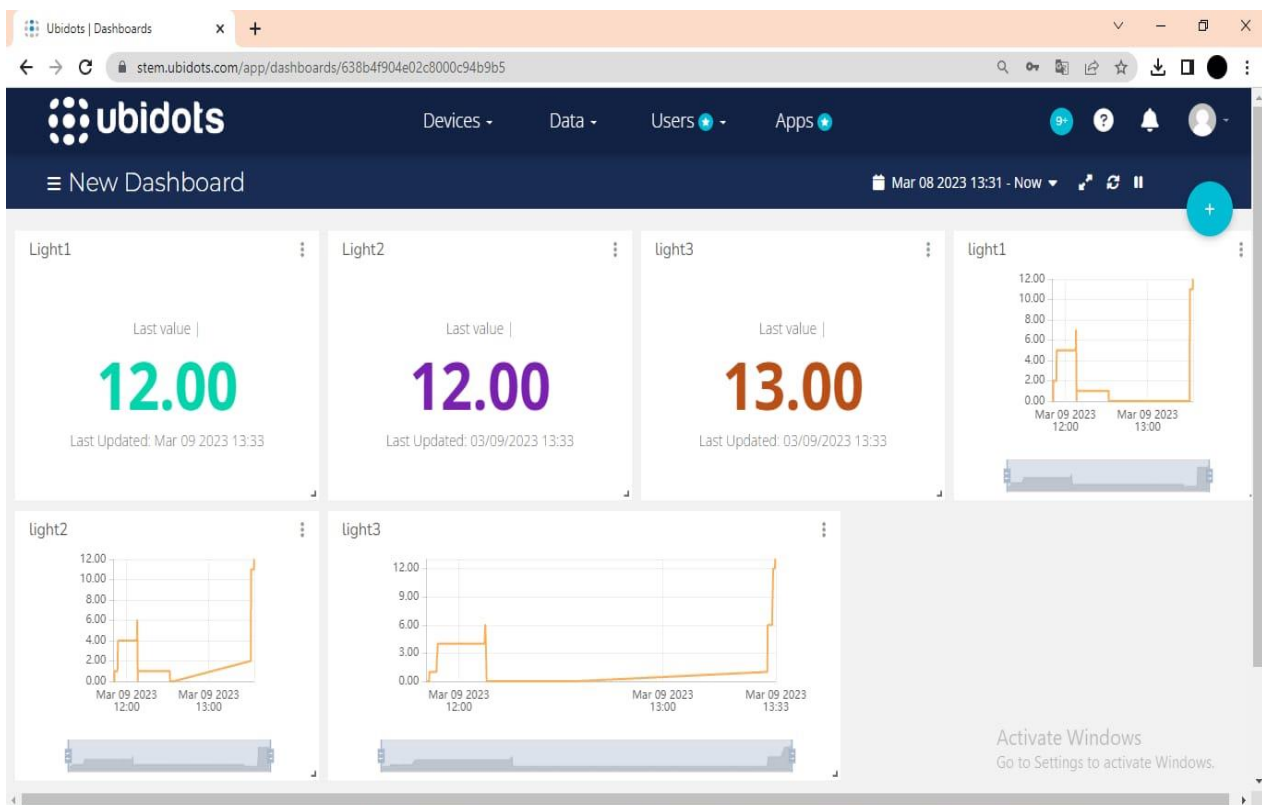 Ubidots | Dashboards
stem.ubidots.com/app/dashboards/638b4f904e02c8000c94b9b5
ubidots
Devices
Data
Users
Apps
9+
?
New Dashboard
Mar 08 2023 13:31 - Now
+
Light1
Last value |
12.00
Last Updated: Mar 09 2023 13:33
Light2
Last value |
12.00
Last Updated: 03/09/2023 13:33
light3
Last value |
13.00
Last Updated: 03/09/2023 13:33
light1
12.00
10.00
8.00
6.00
4.00
2.00
0.00
Mar 09 2023 Mar 09 2023
12:00 13:00
light2
12.00
10.00
8.00
6.00
4.00
2.00
0.00
Mar 09 2023 Mar 09 2023
12:00 13:00
light3
12.00
9.00
6.00
3.00
0.00
Mar 09 2023 Mar 09 2023 Mar 09 2023
12:00 13:00 13:33
Activate Windows
Go to Settings to activate Windows.